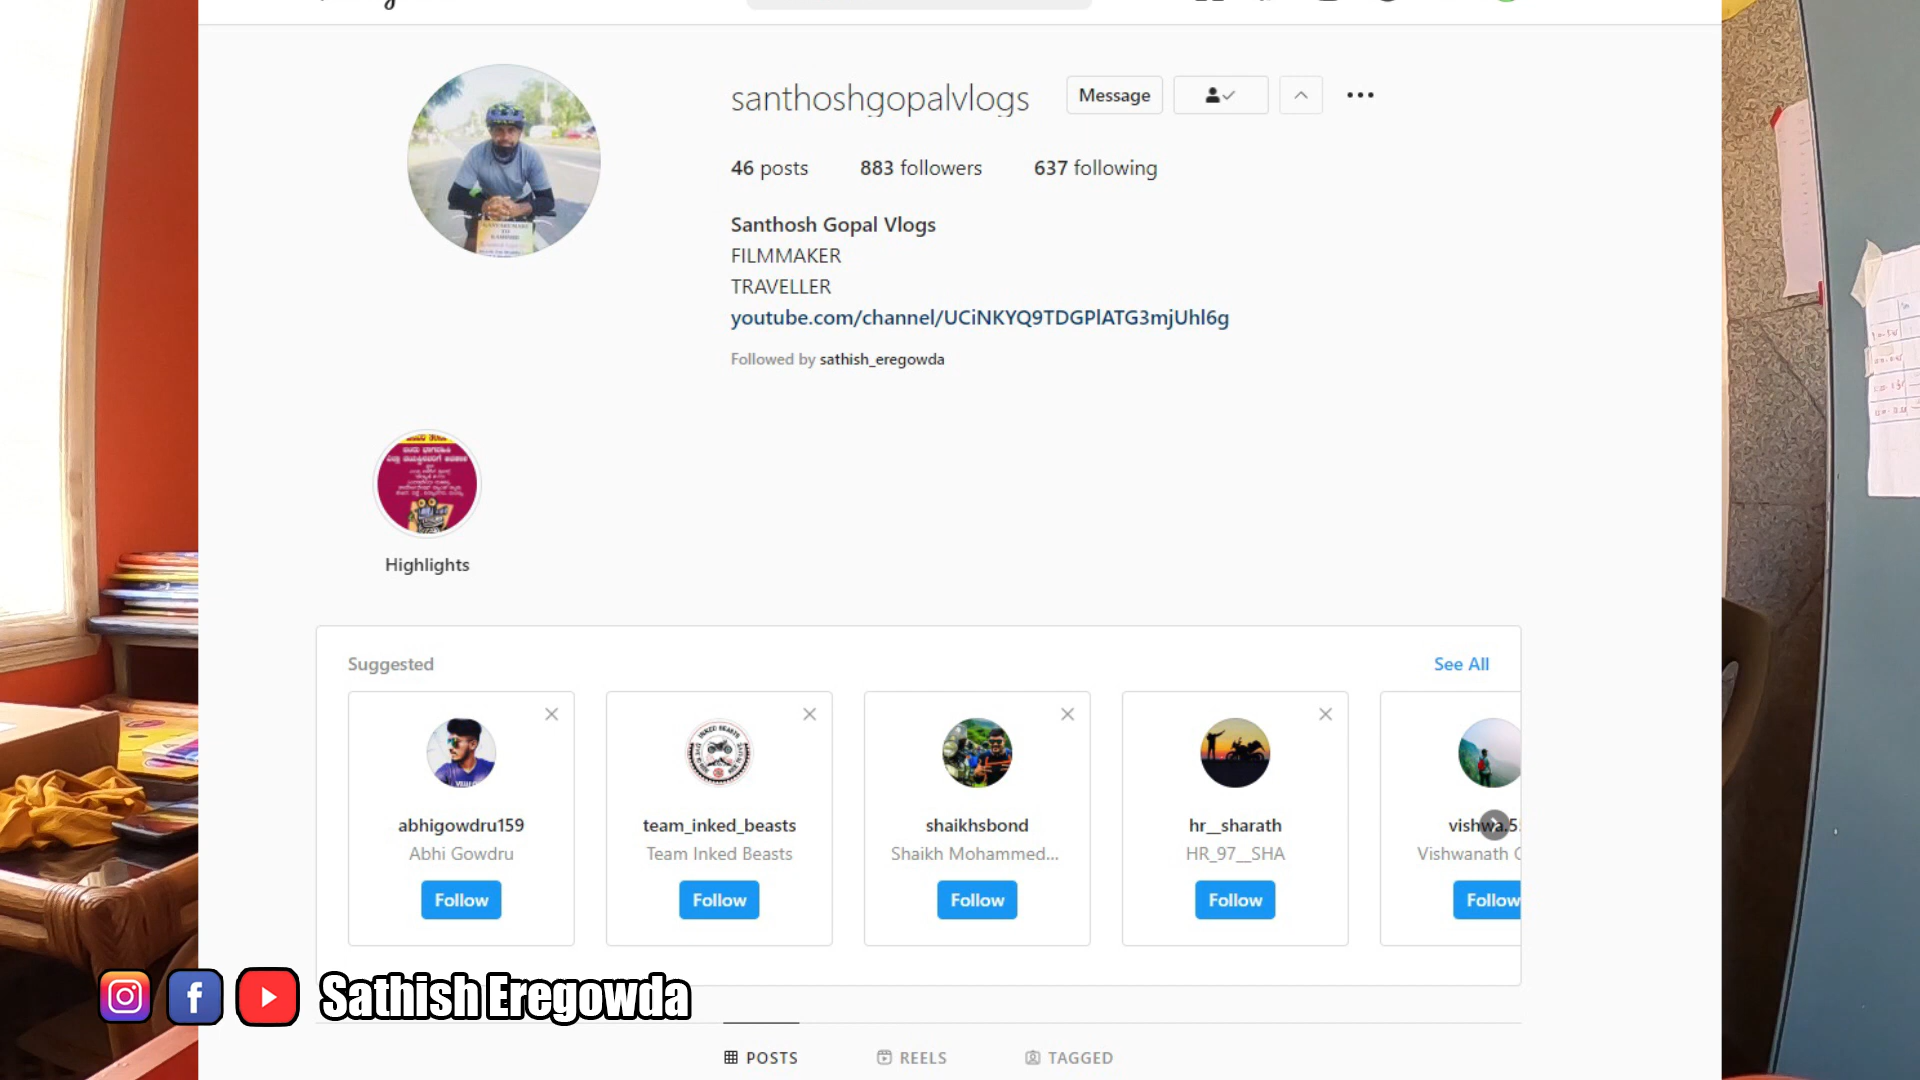 santhoshgopalvlogs
Message
46 posts 883 followers 637 following
Santhosh Gopal Vlogs
FILMMAKER
TRAVELLER
youtube.com/channel/UCiNKYQ9TDGPlATG3mjUhl6g
Followed by sathish_eregowda
Highlights
Suggested
See All
abhigowdru159
Abhi Gowdru
Follow
team_inked_beasts
Team Inked Beasts
Follow
shaikhsbond
Shaikh Mohammed...
Follow
hr__sharath
HR_97__SHA
Follow
Vishwanath
Follow
Sathish Eregowda
POSTS
REELS
TAGGED